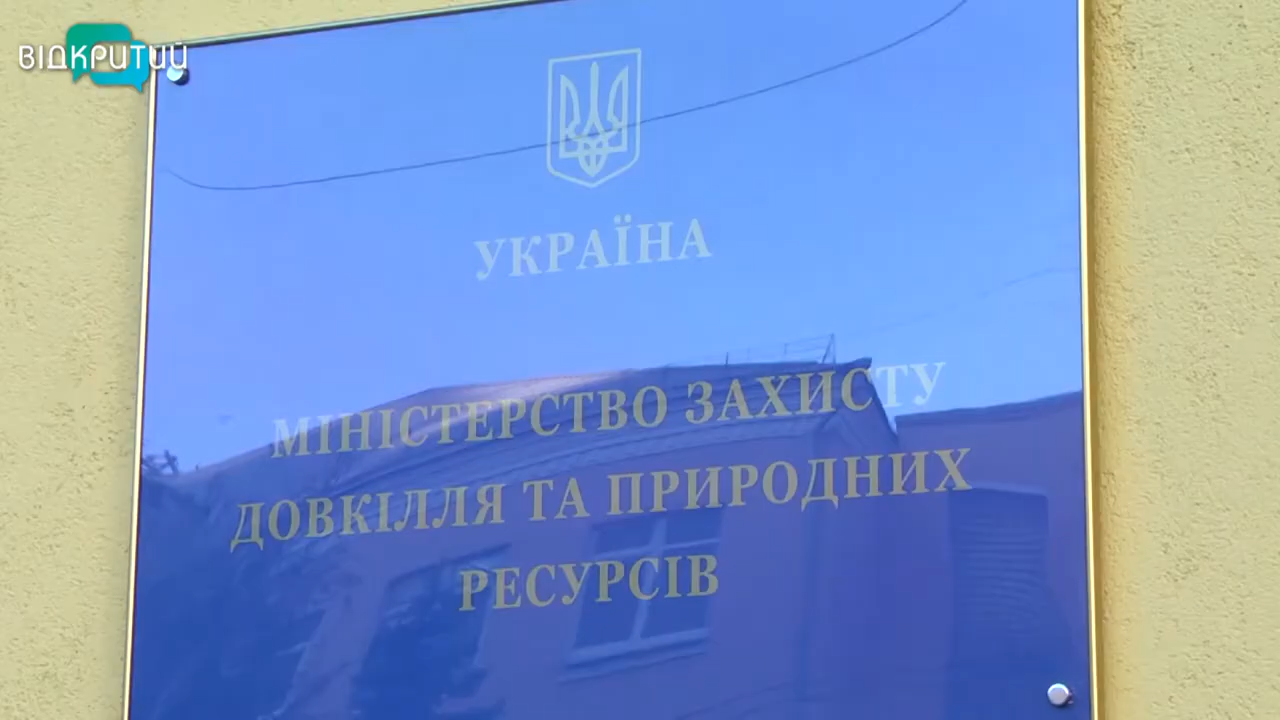 ВІДКРИТИЙ
УКРАЇНА
МІНІСТЕРСТВО ЗАХИСТУ
ДОВКІЛЛЯ ТА ПРИРОДНИХ
РЕСУРСІВ